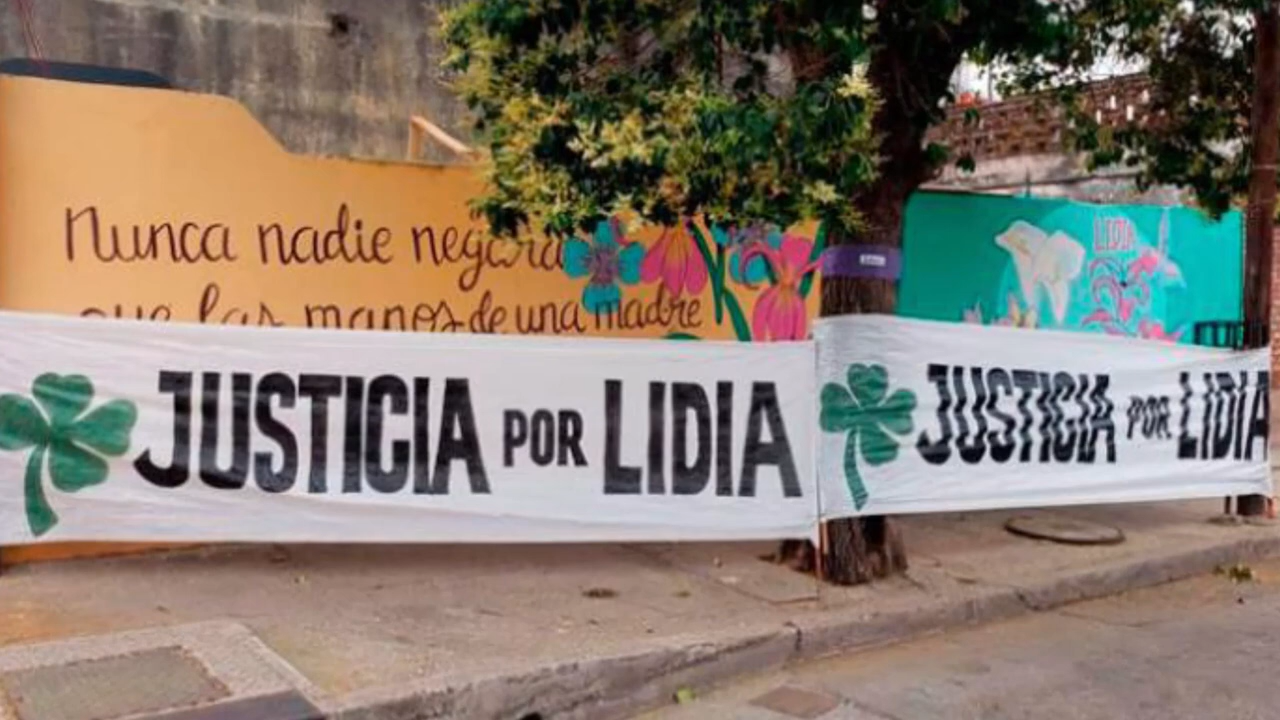 Nunca nadie negará
que las manos de una madre
LIDIA
JUSTICIA POR LIDIA
JUSTICIA POR LIDIA